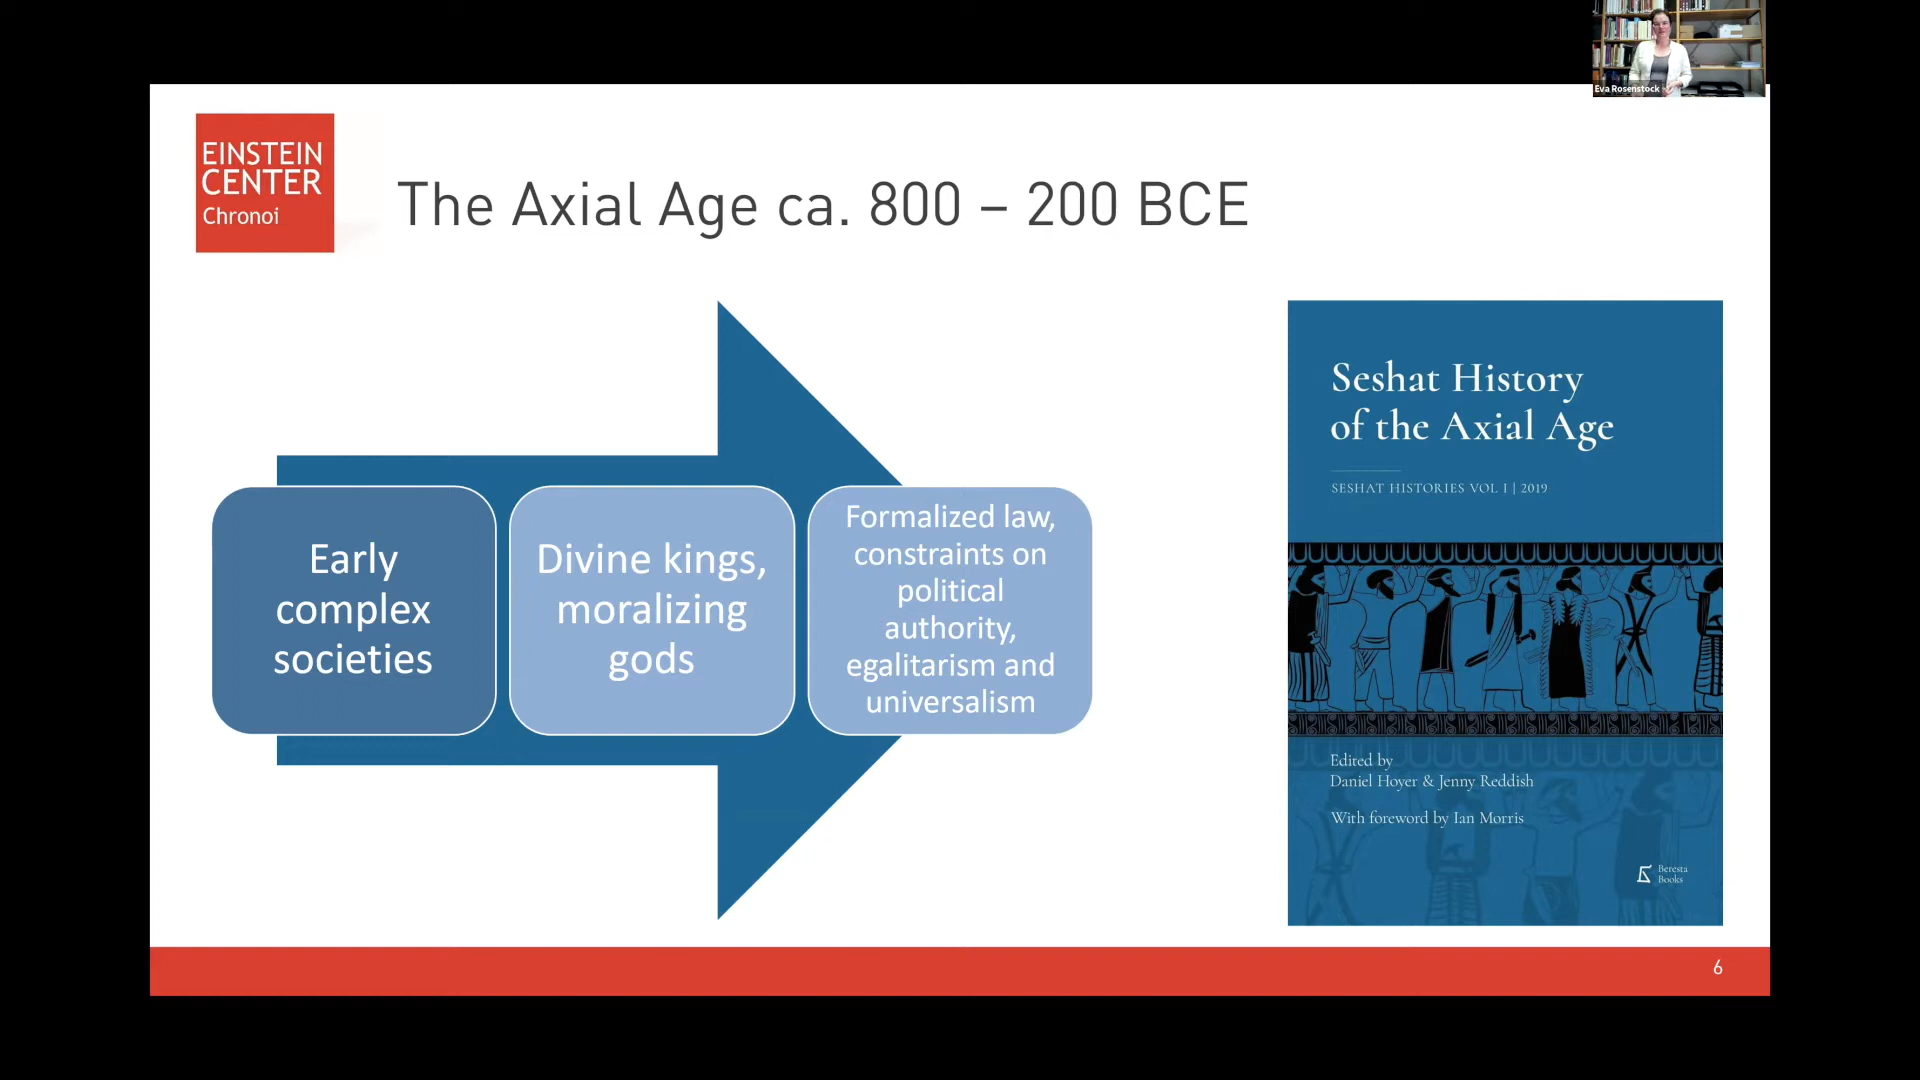 Eva Rosenstock
EINSTEIN
CENTER
Chronoi
The Axial Age ca. 800 – 200 BCE
Early
complex
societies
Divine kings,
moralizing
gods
Formalized law,
constraints on
political
authority,
egalitarism and
universalism
Seshat History
of the Axial Age
SESHAT HISTORIES VOL I | 2019
Edited by
Daniel Hoyer & Jenny Reddish
With foreword by Ian Morris
Beresta
Books
6